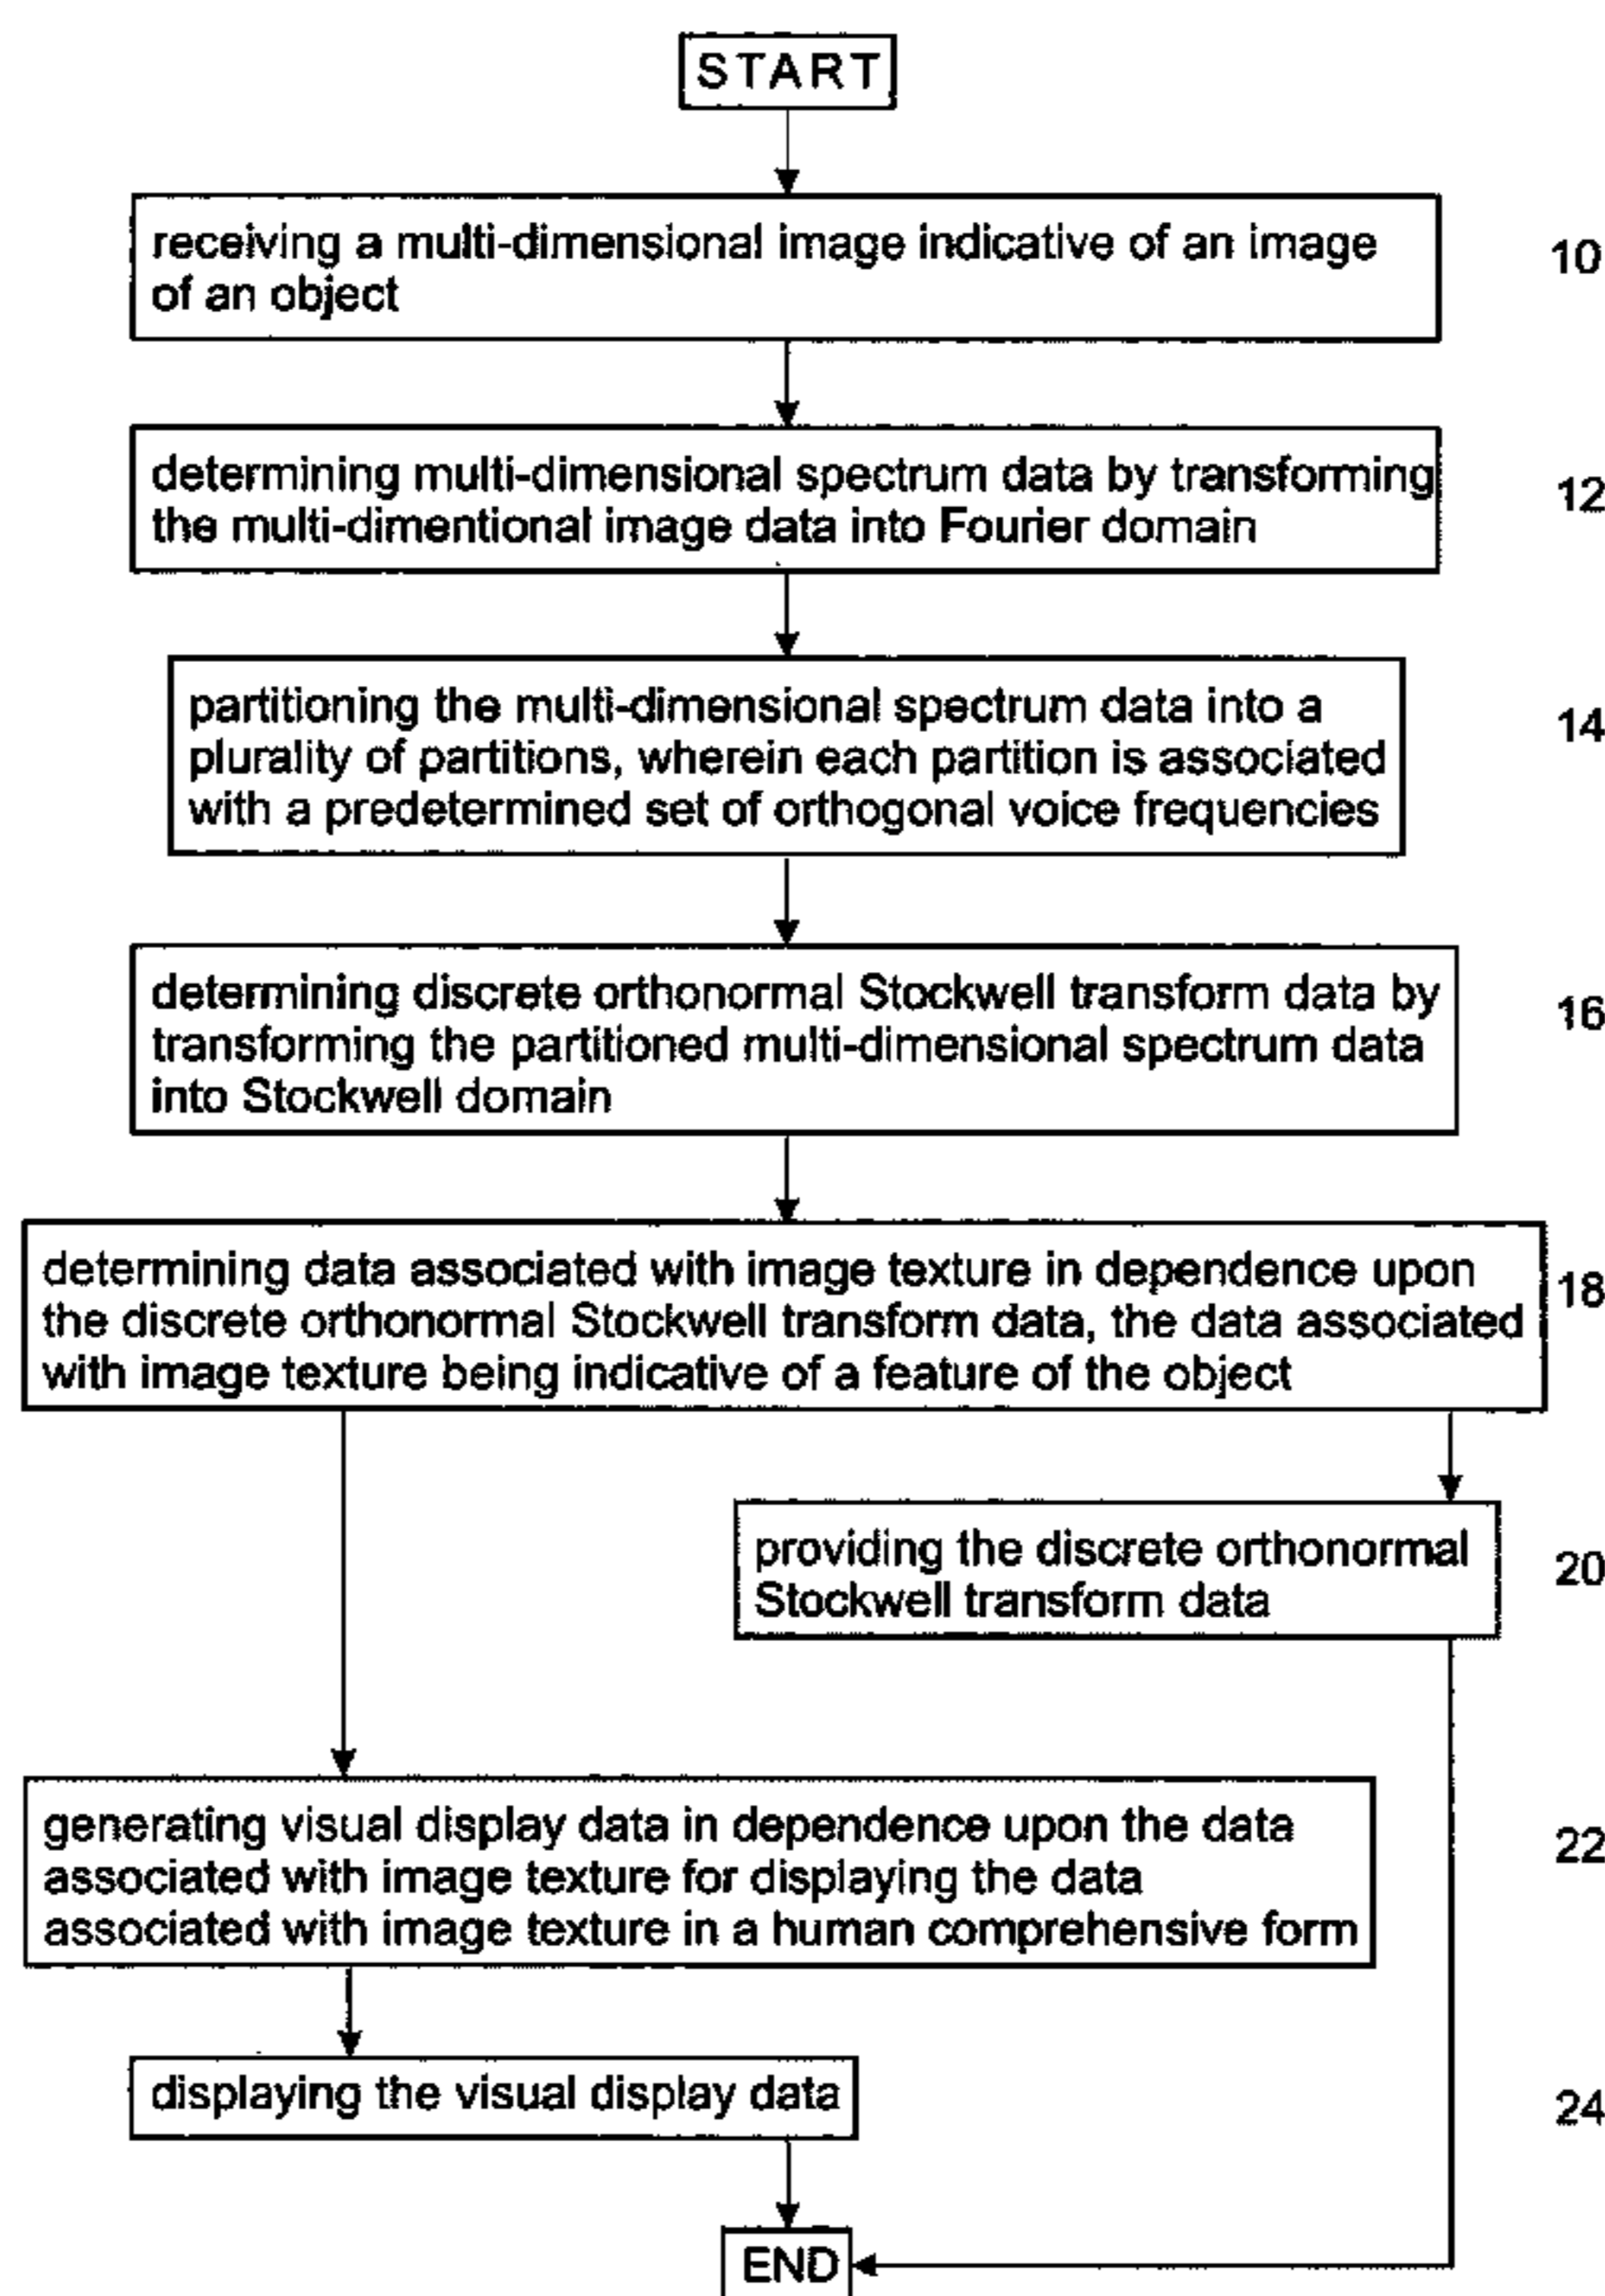 START
receiving a multi-dimensional image indicative of an image
of an object
10
determining multi-dimensional spectrum data by transforming
the multi-dimentional image data into Fourier domain
12
partitioning the multi-dimensional spectrum data into a
plurality of partitions, wherein each partition is associated
with a predetermined set of orthogonal voice frequencies
14
determining discrete orthonormal Stockwell transform data by
transforming the partitioned multi-dimensional spectrum data
into Stockwell domain
16
determining data associated with image texture in dependence upon
the discrete orthonormal Stockwell transform data, the data associated
with image texture being indicative of a feature of the object
18
providing the discrete orthonormal
Stockwell transform data
20
generating visual display data in dependence upon the data
associated with image texture for displaying the data
associated with image texture in a human comprehensive form
22
displaying the visual display data
24
END